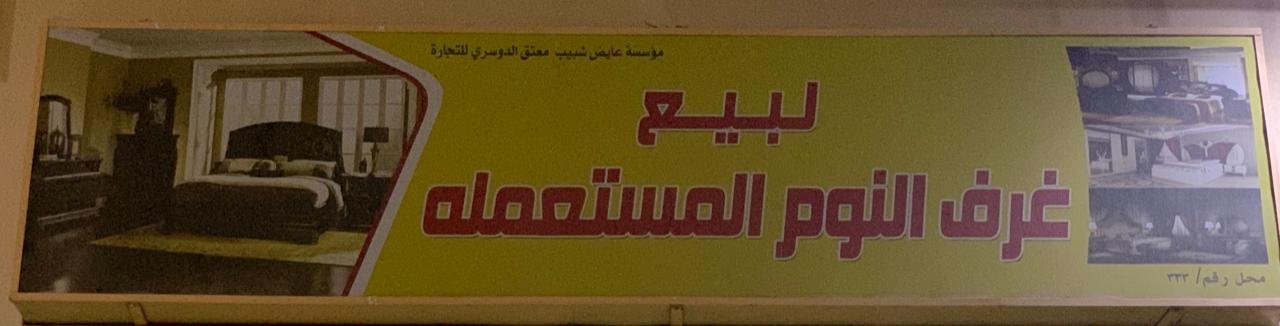 مؤسسة عايض شبيب معتق الدوسري للتجارة
لبيع
غرف النوم المستعمله
محل رقم/ ٣٣٣